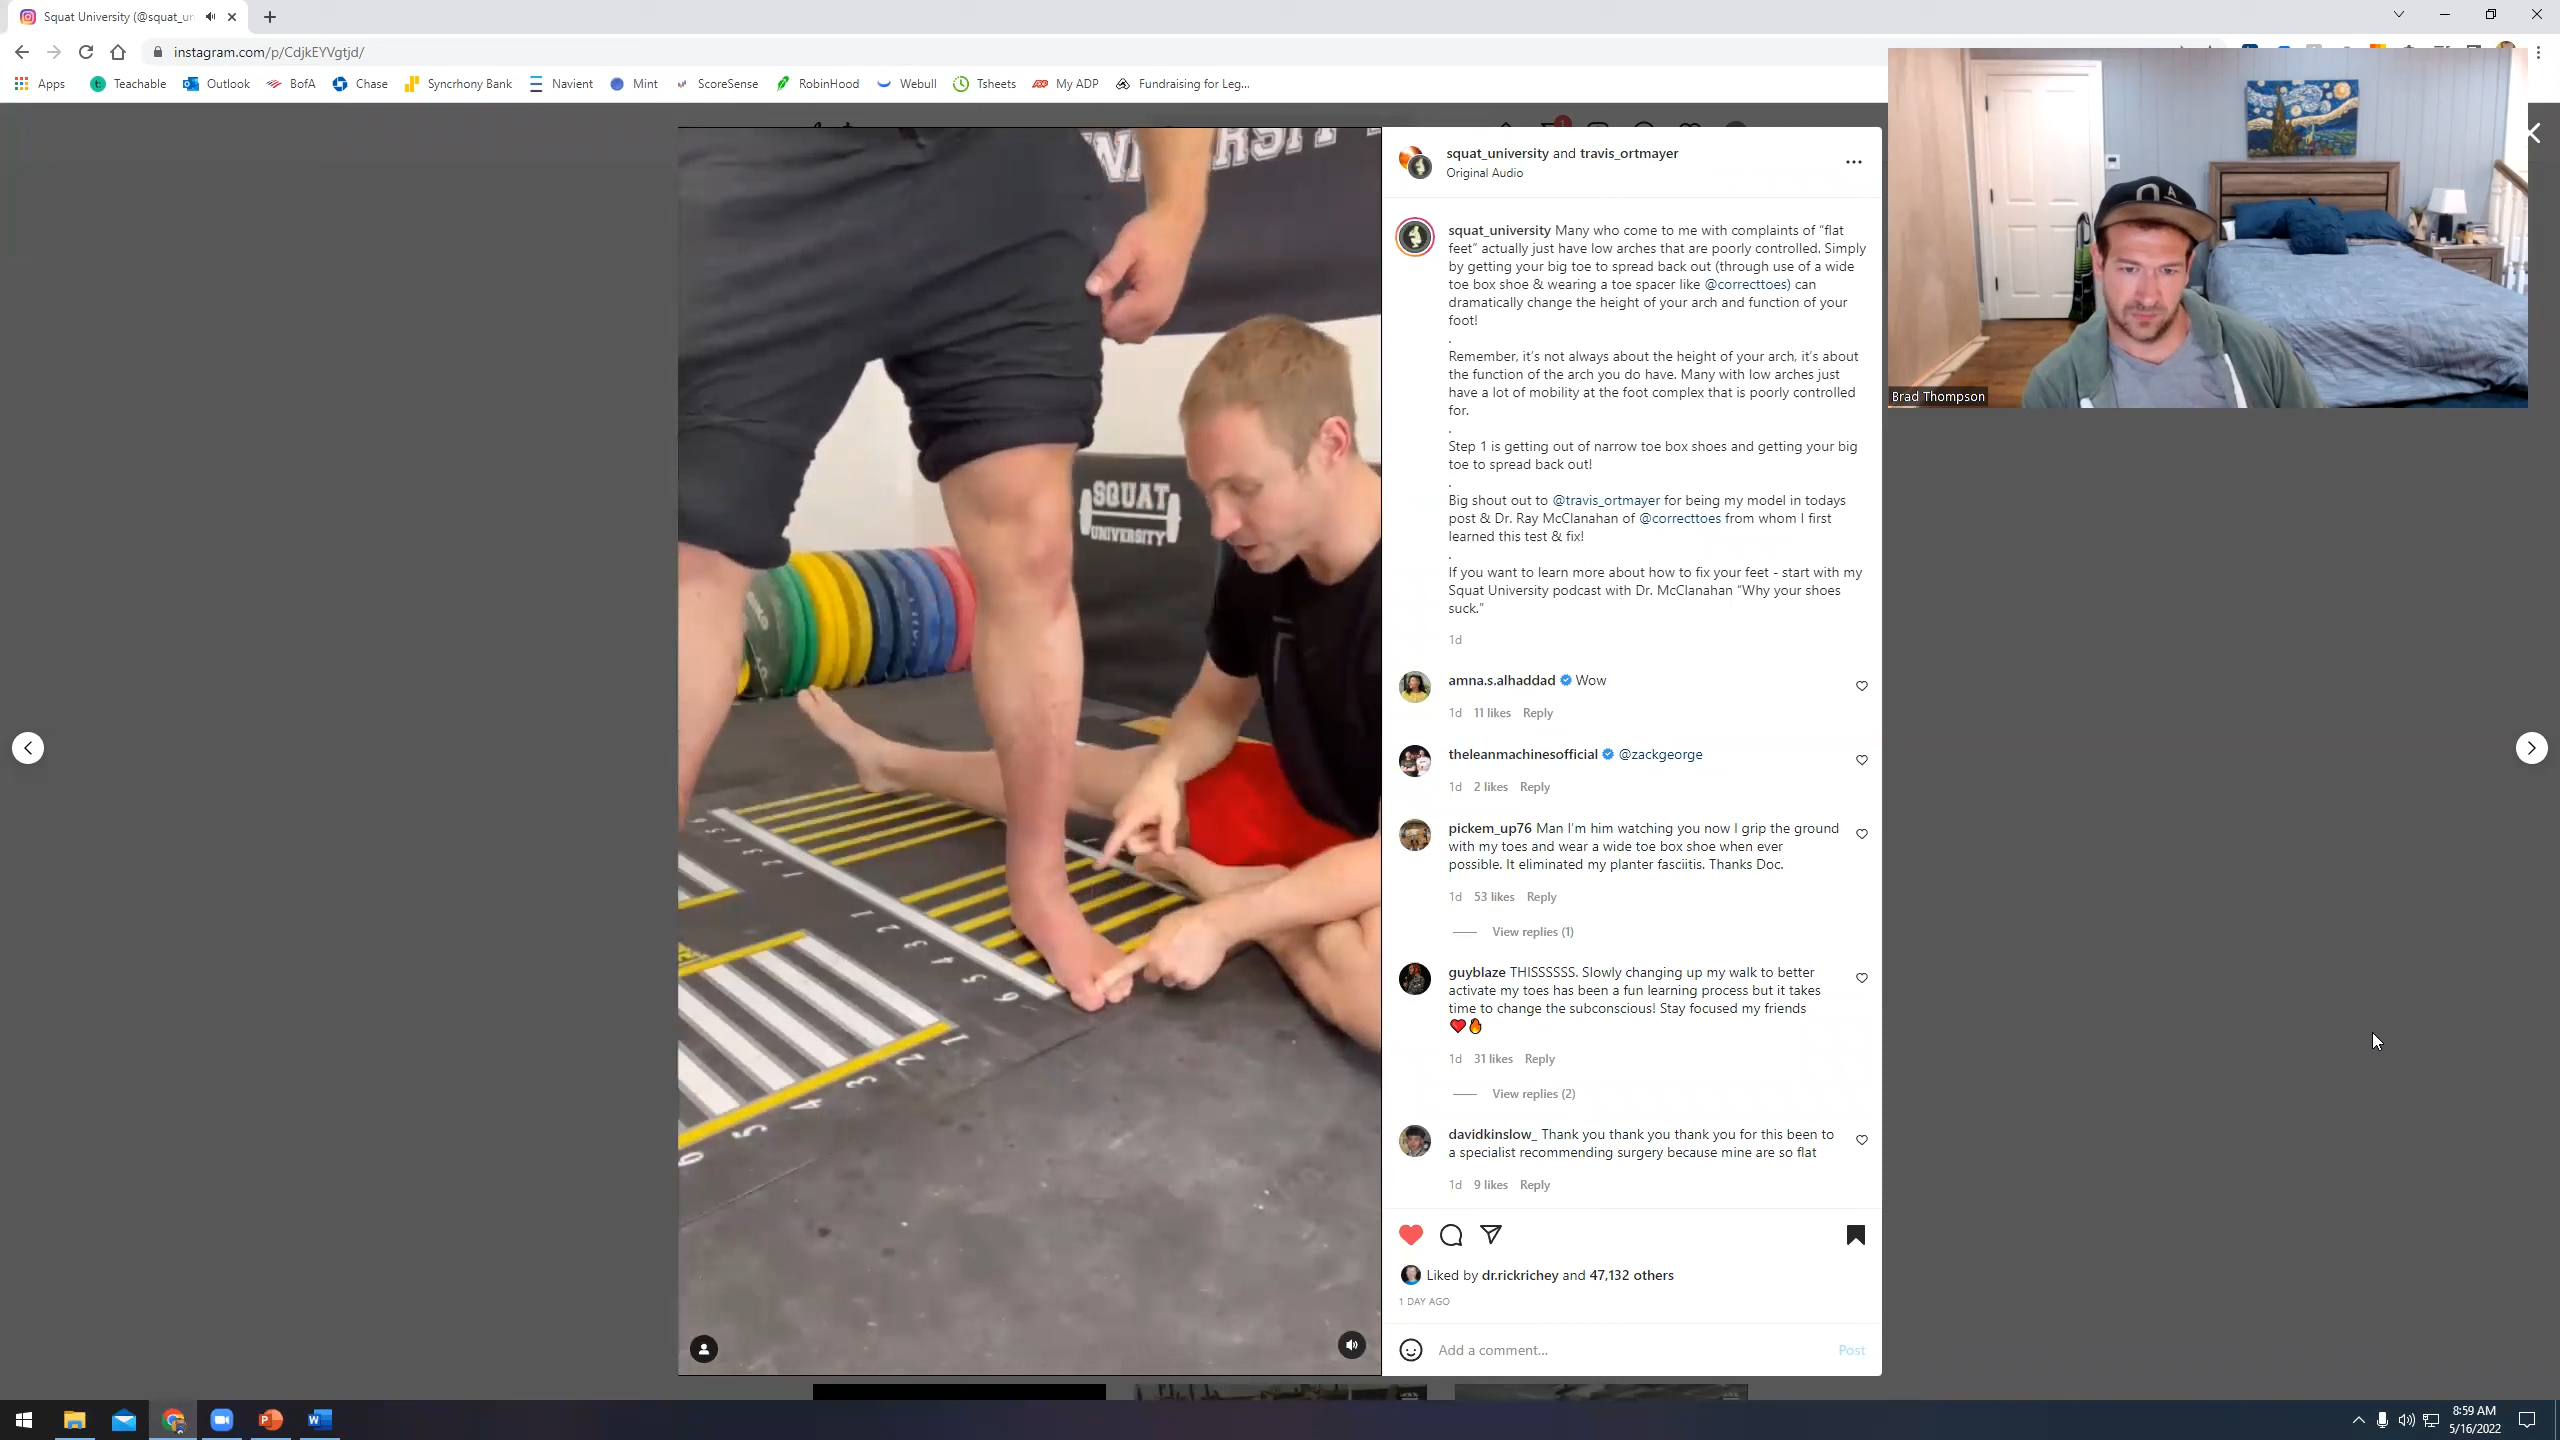 Squat University (@squat_un
instagram.com/p/CdjkEYVgtjd/
Apps
Teachable
Outlook
BofA
Chase
Syncrhony Bank
Navient
Mint
ScoreSense
RobinHood
Webull
Tsheets
My ADP
Fundraising for Leg...
SQUAT
UNIVERSITY
squat_university and travis_ortmayer
Original Audio
squat_university Many who come to me with complaints of “flat
feet” actually just have low arches that are poorly controlled. Simply
by getting your big toe to spread back out (through use of a wide
toe box shoe & wearing a toe spacer like @correcttoes) can
dramatically change the height of your arch and function of your
foot!
.
Remember, it’s not always about the height of your arch, it’s about
the function of the arch you do have. Many with low arches just
have a lot of mobility at the foot complex that is poorly controlled
for.
.
Step 1 is getting out of narrow toe box shoes and getting your big
toe to spread back out!
.
Big shout out to @travis_ortmayer for being my model in todays
post & Dr. Ray McClanahan of @correcttoes from whom I first
learned this test & fix!
.
If you want to learn more about how to fix your feet - start with my
Squat University podcast with Dr. McClanahan “Why your shoes
suck.”
1d
amna.s.alhaddad Wow
1d 11 likes Reply
theleanmachinesofficial @zackgeorge
1d 2 likes Reply
pickem_up76 Man I’m him watching you now I grip the ground
with my toes and wear a wide toe box shoe when ever
possible. It eliminated my planter fasciitis. Thanks Doc.
1d 53 likes Reply
View replies (1)
guyblaze THISSSSSS. Slowly changing up my walk to better
activate my toes has been a fun learning process but it takes
time to change the subconscious! Stay focused my friends
❤️🔥
1d 31 likes Reply
View replies (2)
davidkinslow_ Thank you thank you thank you for this been to
a specialist recommending surgery because mine are so flat
1d 9 likes Reply
Liked by dr.rickrichey and 47,132 others
1 DAY AGO
Add a comment...
Post
Brad Thompson
8:59 AM
5/16/2022